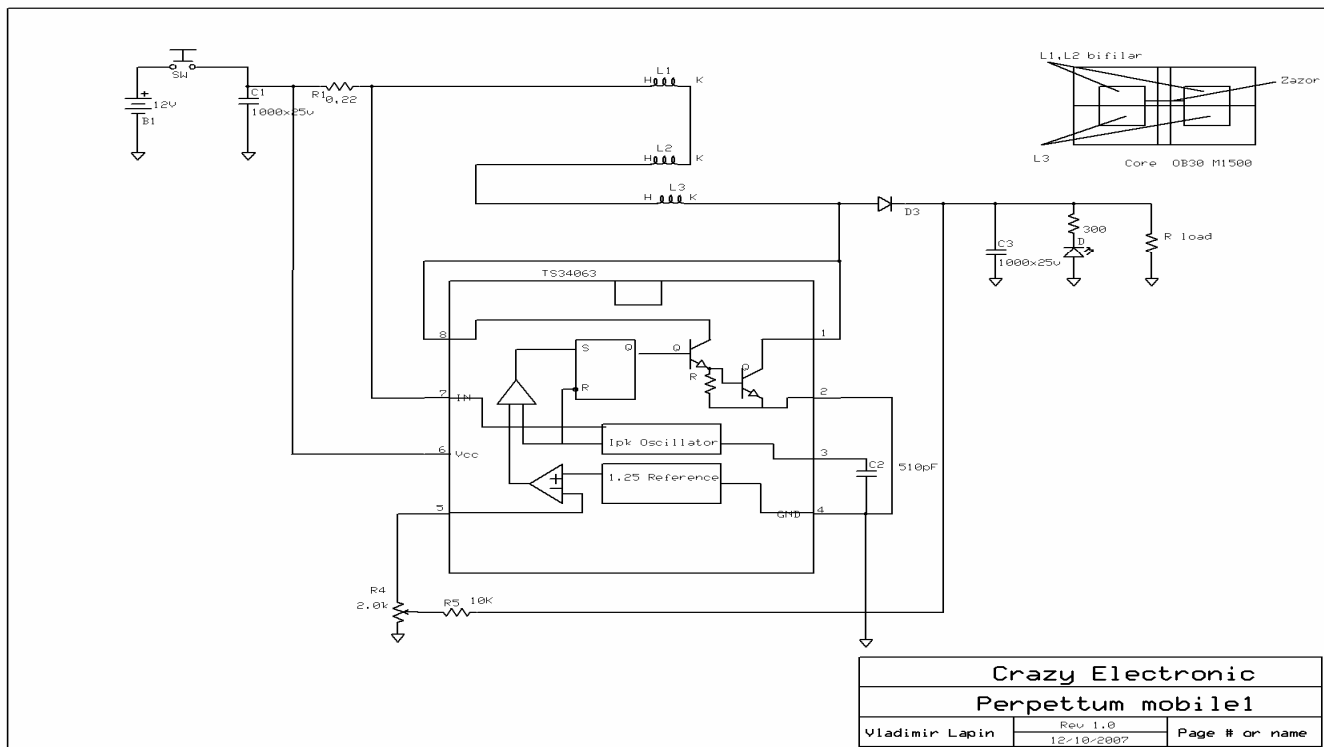 SW
12V
B1
C1
1000x25v
R1
0,22
L1
H K
L2
H K
L3
H K
L1,L2 bifilar
Zazor
L3
Core OB30 M1500
D3
C3
1000x25v
300
D
R load
TS34063
8
1
S Q
R
Q
R
Q
7 IN
2
Ipk Oscillator
6 Vcc
3
C2
510pF
1.25 Reference
+
−
5
GND 4
R4
2.0k
R5 10K
Crazy Electronic
Perpettum mobile1
Vladimir Lapin
Rev 1.0
12/10/2007
Page # or name